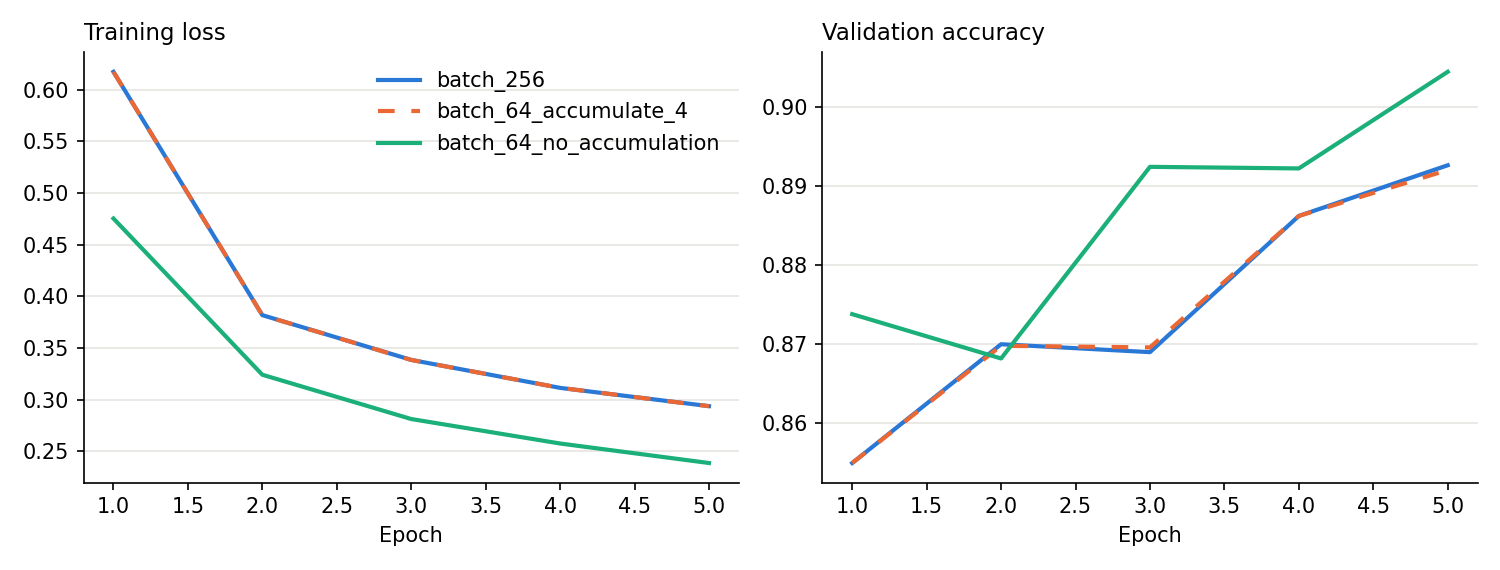 Training loss
0.60
0.55
0.50
0.45
0.40
0.35
0.30
0.25
batch_256
batch_64_accumulate_4
batch_64_no_accumulation
1.0 1.5 2.0 2.5 3.0 3.5 4.0 4.5 5.0
Epoch
Validation accuracy
0.90
0.89
0.88
0.87
0.86
1.0 1.5 2.0 2.5 3.0 3.5 4.0 4.5 5.0
Epoch